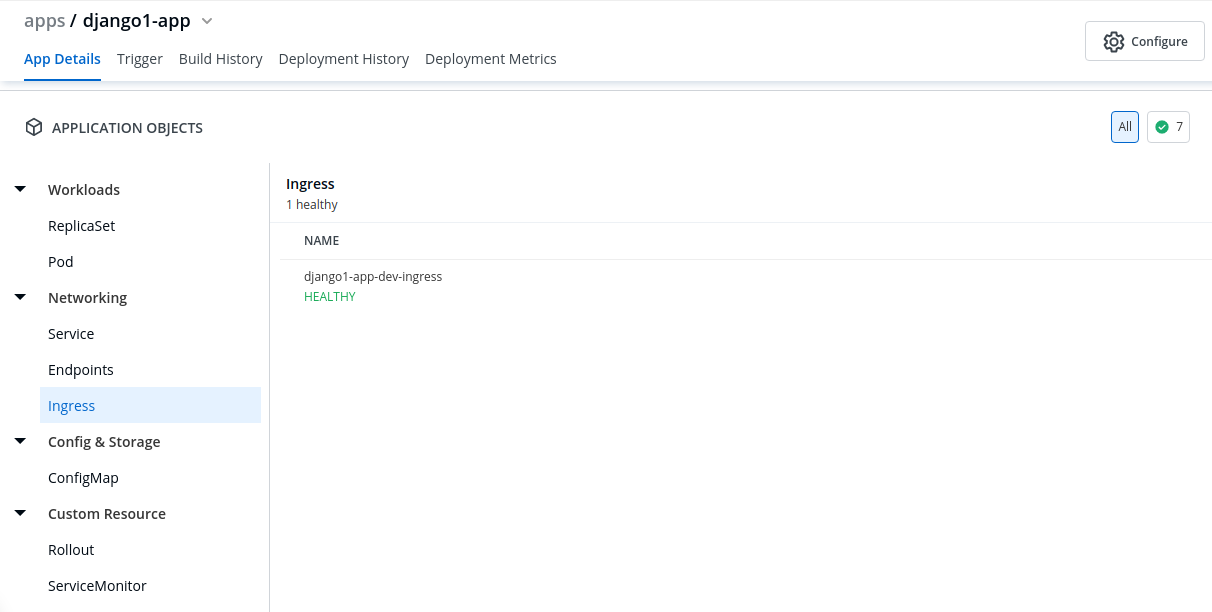 apps / django1-app
Configure
App Details Trigger Build History Deployment History Deployment Metrics
APPLICATION OBJECTS
All 7
Workloads
ReplicaSet
Pod
Networking
Service
Endpoints
Ingress
Config & Storage
ConfigMap
Custom Resource
Rollout
ServiceMonitor
Ingress
1 healthy
NAME
django1-app-dev-ingress
HEALTHY